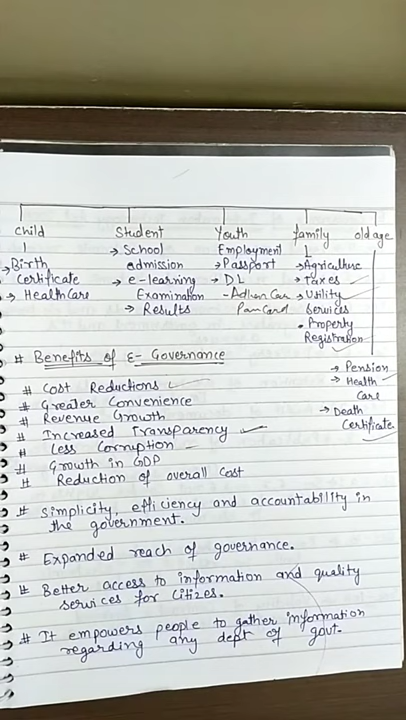 child Student Youth family old age
→ Birth
Certificate
→ HealthCare
→ School
admission
→ e-learning
Examination
→ Results
Employment
→ Passport
→ DL
- Adhar Car
Pan Card
→ Agriculture
→ Taxes
→ Utility
Services
• Property
Registration
→ Pension
→ Health
Care
→ Death
Certificate
# Benefits of E- Governance
# Cost Reductions
# Greater Convenience
# Revenue Growth
# Increased Transparency
# Less Corruption
# Growth in GDP
# Reduction of overall cost
# simplicity, efficiency and accountability in
the government.
# Expanded reach of governance.
# Better access to information and quality
services for citizes.
# It empowers people to gather information
regarding any dept of govt.